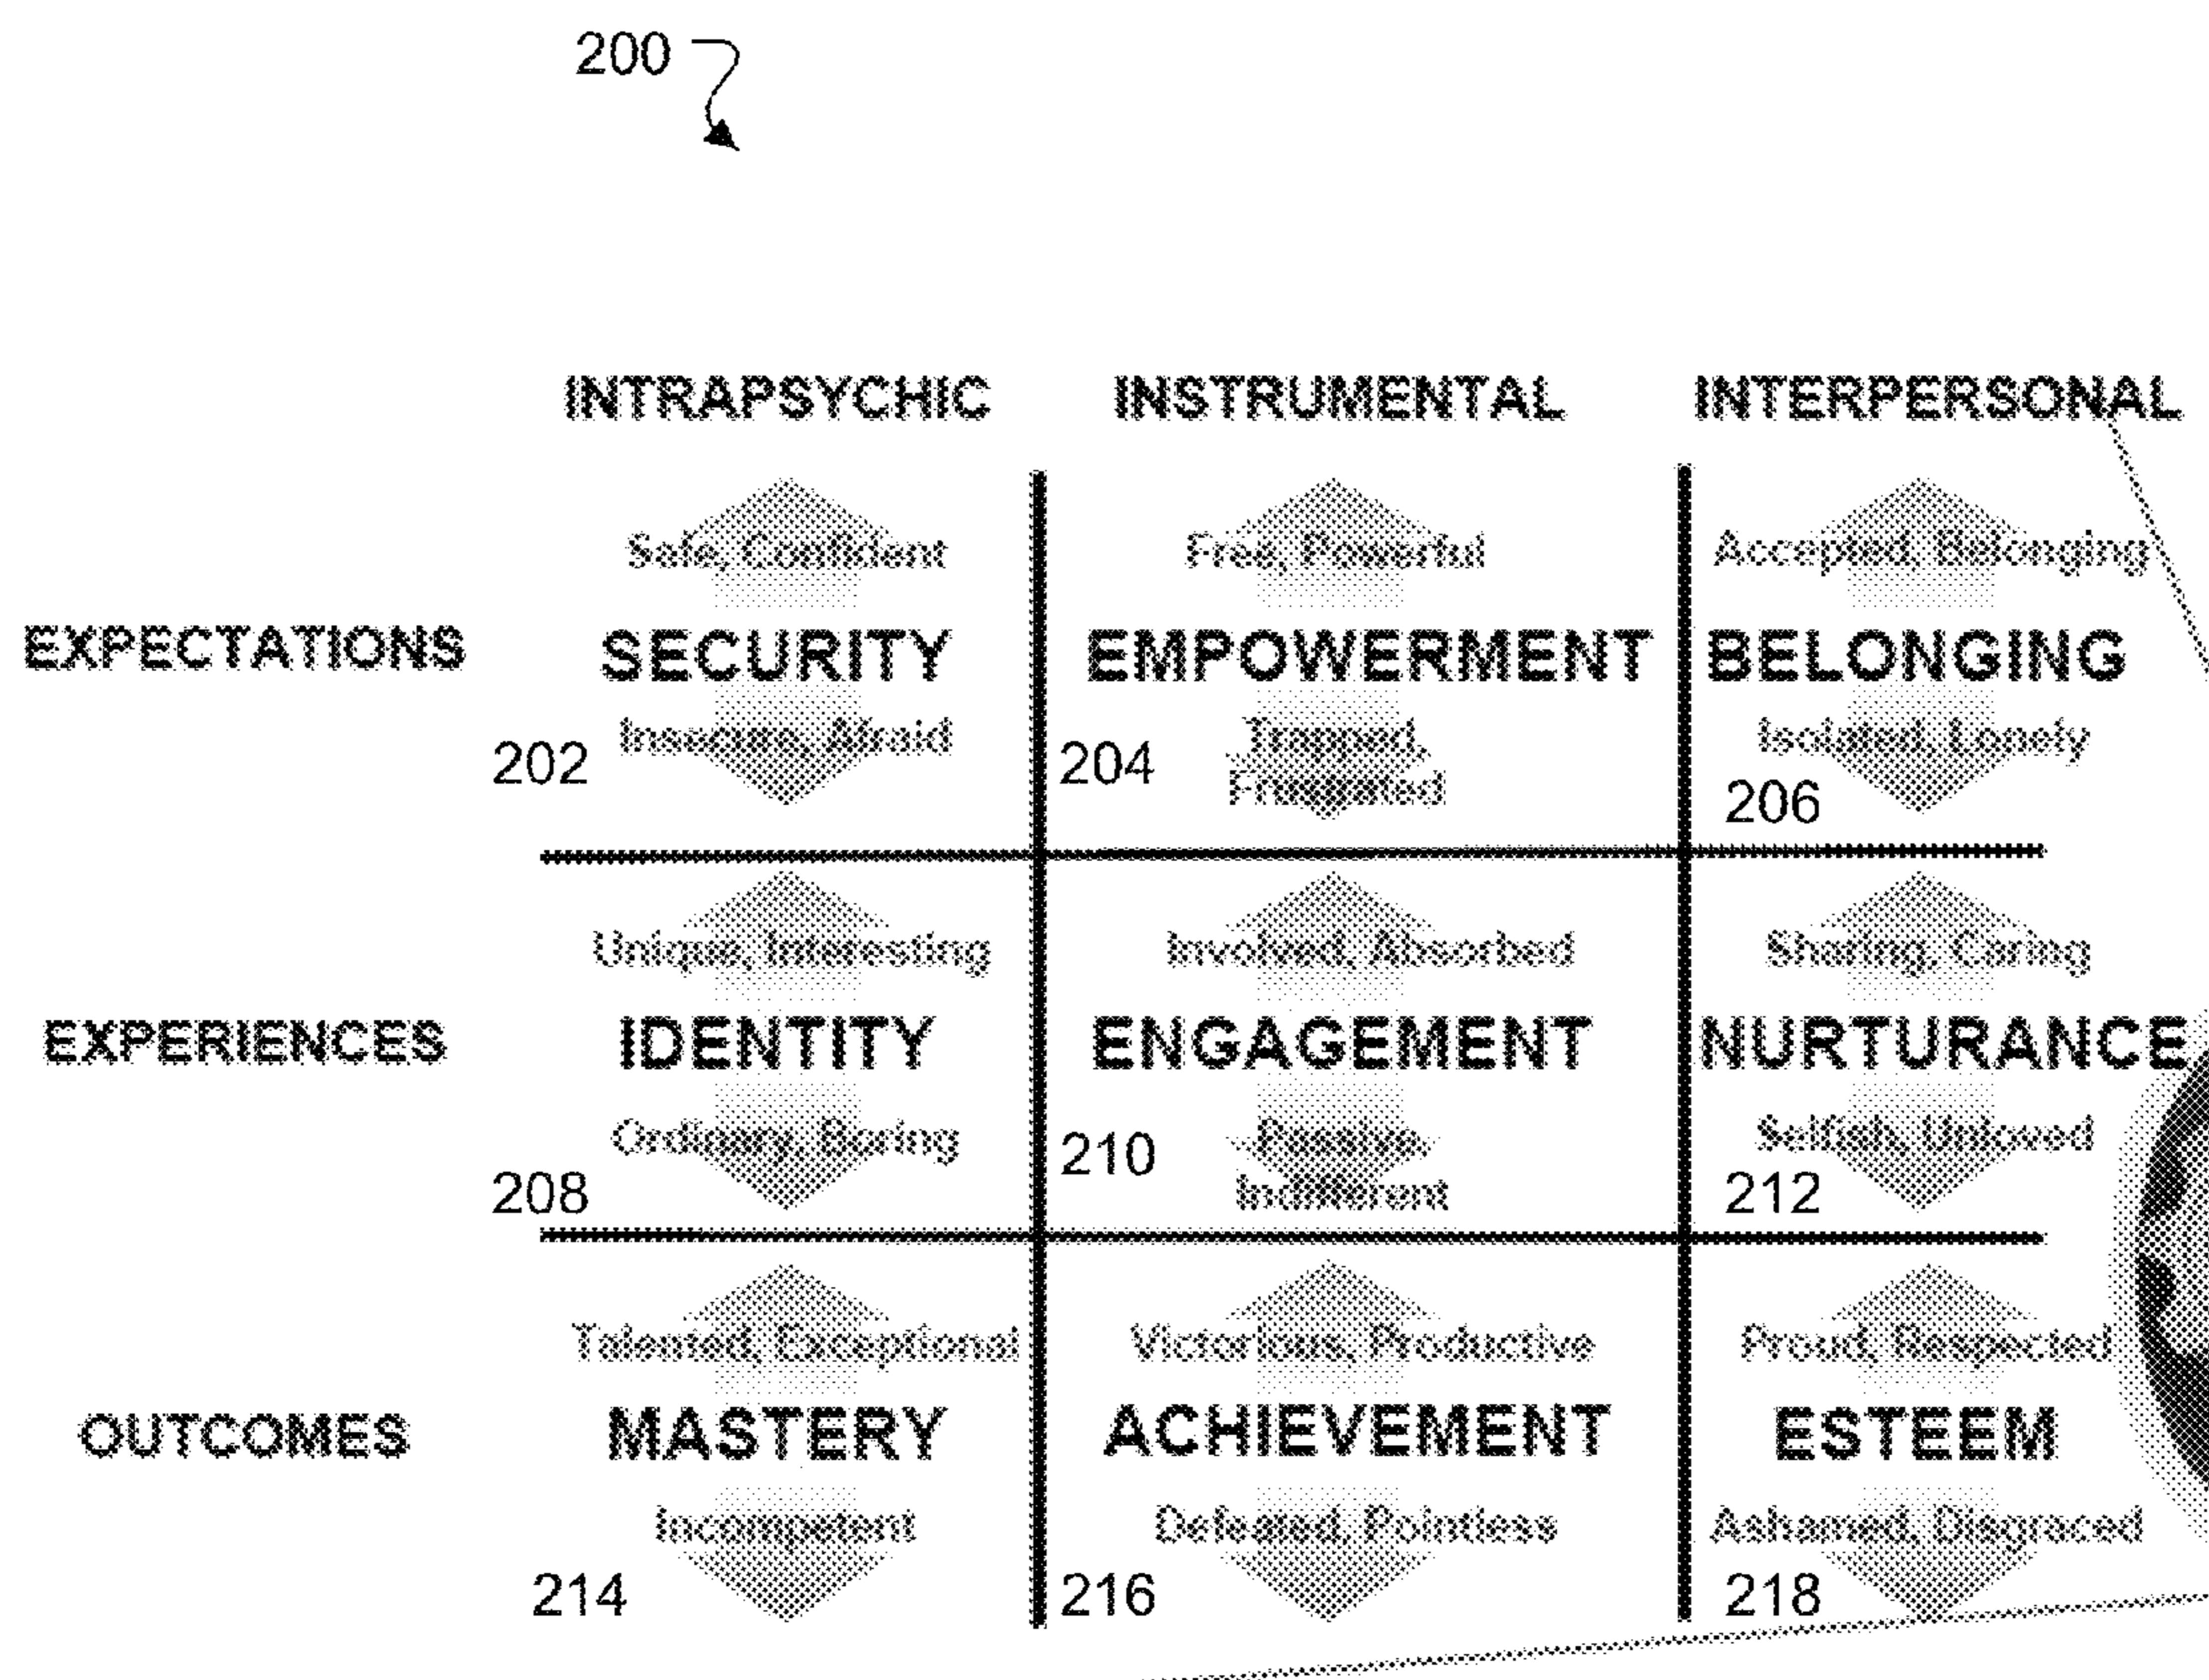 200
INTRAPSYCHIC INSTRUMENTAL INTERPERSONAL
Safe, Confident Free, Powerful Accepted, Belonging
EXPECTATIONS SECURITY EMPOWERMENT BELONGING
Insecure, Afraid Trapped, Isolated, Lonely
Frustrated
202 204 206
Unique, Interesting Involved, Absorbed Sharing, Caring
EXPERIENCES IDENTITY ENGAGEMENT NURTURANCE
Ordinary, Boring Passive, Selfish, Unloved
Indifferent
208 210 212
Talented, Exceptional Victorious, Productive Proud, Respected
OUTCOMES MASTERY ACHIEVEMENT ESTEEM
Incompetent Defeated, Pointless Ashamed, Disgraced
214 216 218